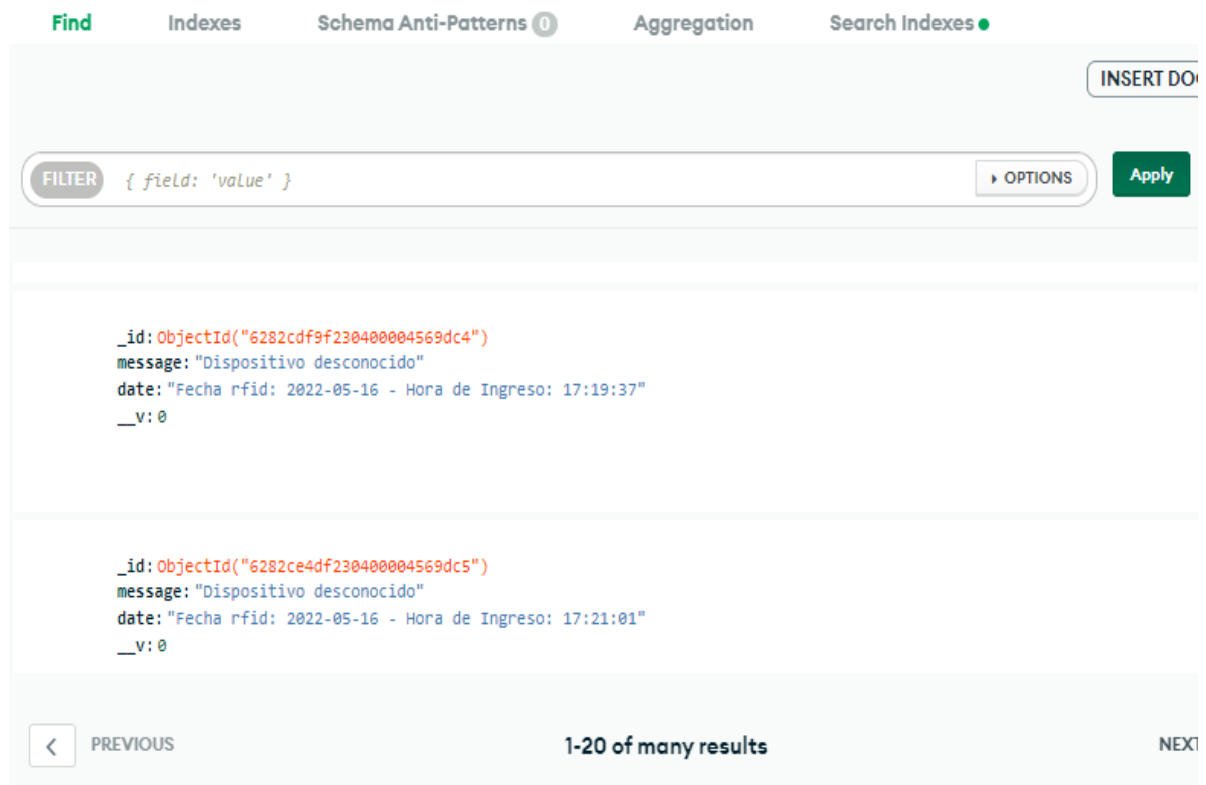 Find Indexes Schema Anti-Patterns 0 Aggregation Search Indexes
INSERT DO
FILTER { field: 'value' } OPTIONS Apply
_id: ObjectId("6282cdf9f230400004569dc4")
message: "Dispositivo desconocido"
date: "Fecha rfid: 2022-05-16 - Hora de Ingreso: 17:19:37"
__v: 0
_id: ObjectId("6282ce4df230400004569dc5")
message: "Dispositivo desconocido"
date: "Fecha rfid: 2022-05-16 - Hora de Ingreso: 17:21:01"
__v: 0
PREVIOUS 1-20 of many results NEXT